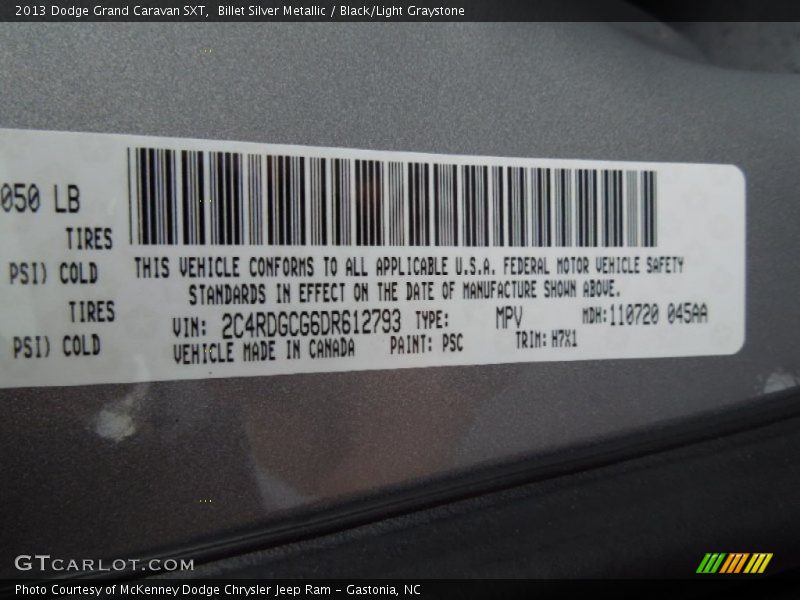 2013 Dodge Grand Caravan SXT, Billet Silver Metallic / Black/Light Graystone
050 LB
TIRES
PSI) COLD
TIRES
PSI) COLD
THIS VEHICLE CONFORMS TO ALL APPLICABLE U.S.A. FEDERAL MOTOR VEHICLE SAFETY
STANDARDS IN EFFECT ON THE DATE OF MANUFACTURE SHOWN ABOVE.
VIN: 2C4RDGCG6DR612793 TYPE: MPV MDH:110720 045AA
VEHICLE MADE IN CANADA PAINT: PSC TRIM: H7X1
GTCARLOT.COM
Photo Courtesy of McKenney Dodge Chrysler Jeep Ram - Gastonia, NC